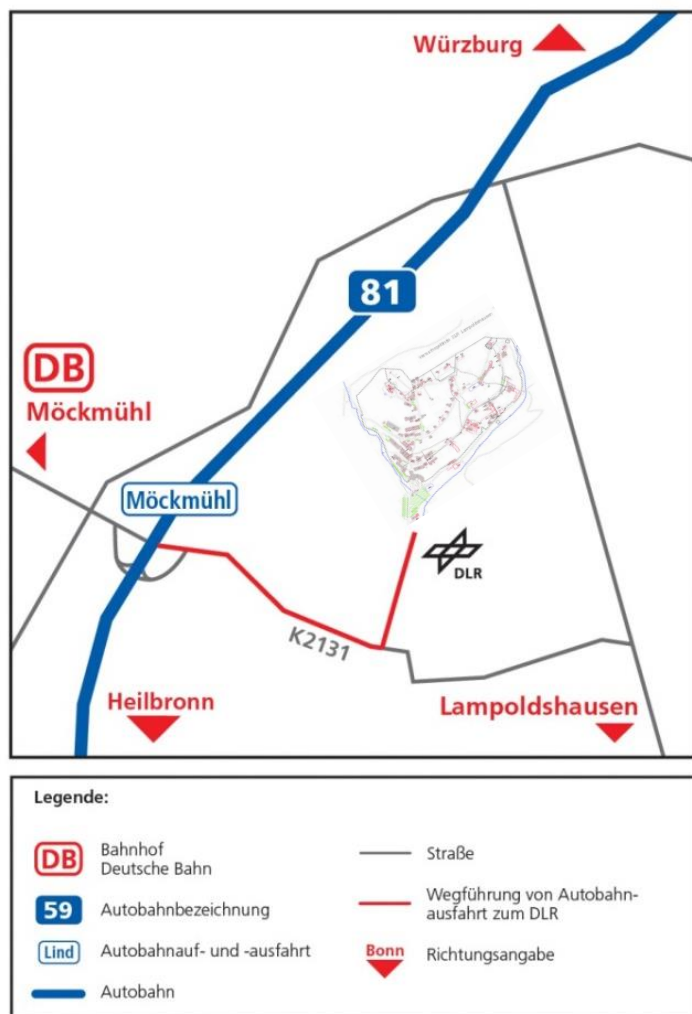 Würzburg
81
DB
Möckmühl
Möckmühl
DLR
K2131
Heilbronn
Lampoldshausen
Legende:
DB
Bahnhof
Deutsche Bahn
59
Autobahnbezeichnung
Lind
Autobahnauf- und -ausfahrt
Autobahn
Straße
Wegführung von Autobahn-
ausfahrt zum DLR
Bonn
Richtungsangabe